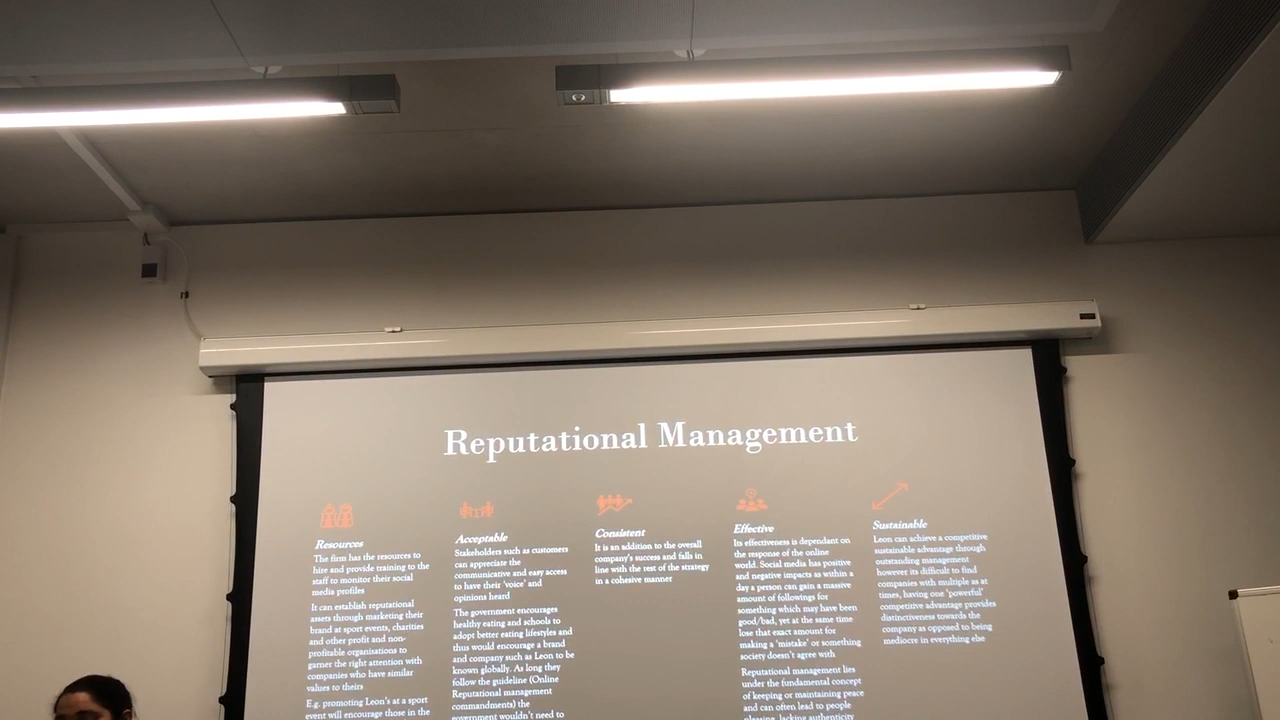 Reputational Management
Resources
The firm has the resources to
hire and provide training to the
staff to monitor their social
media profiles
It can establish reputational
assets through marketing their
brand at sport events, charities
and other profit and non-
profitable organisations to
garner the right attention with
companies who have similar
values to theirs
E.g. promoting Leon's at a sport
event will encourage those in the
Acceptable
Stakeholders such as customers
can appreciate the
communicative and easy access
to have their 'voice' and
opinions heard
The government encourages
healthy eating and schools to
adopt better eating lifestyles and
thus would encourage a brand
and company such as Leon to be
known globally. As long they
follow the guideline (Online
Reputational management
commandments) the
government wouldn't need to
Consistent
It is an addition to the overall
company's success and falls in
line with the rest of the strategy
in a cohesive manner
Effective
Its effectiveness is dependant on
the response of the online
world. Social media has positive
and negative impacts as within a
day a person can gain a massive
amount of followings for
something which may have been
good/bad, yet at the same time
lose that exact amount for
making a 'mistake' or something
society doesn't agree with
Reputational management lies
under the fundamental concept
of keeping or maintaining peace
and can often lead to people
pleasing, lacking authenticity
Sustainable
Leon can achieve a competitive
sustainable advantage through
outstanding management
however its difficult to find
companies with multiple as at
times, having one 'powerful'
competitive advantage provides
distinctiveness towards the
company as opposed to being
mediocre in everything else